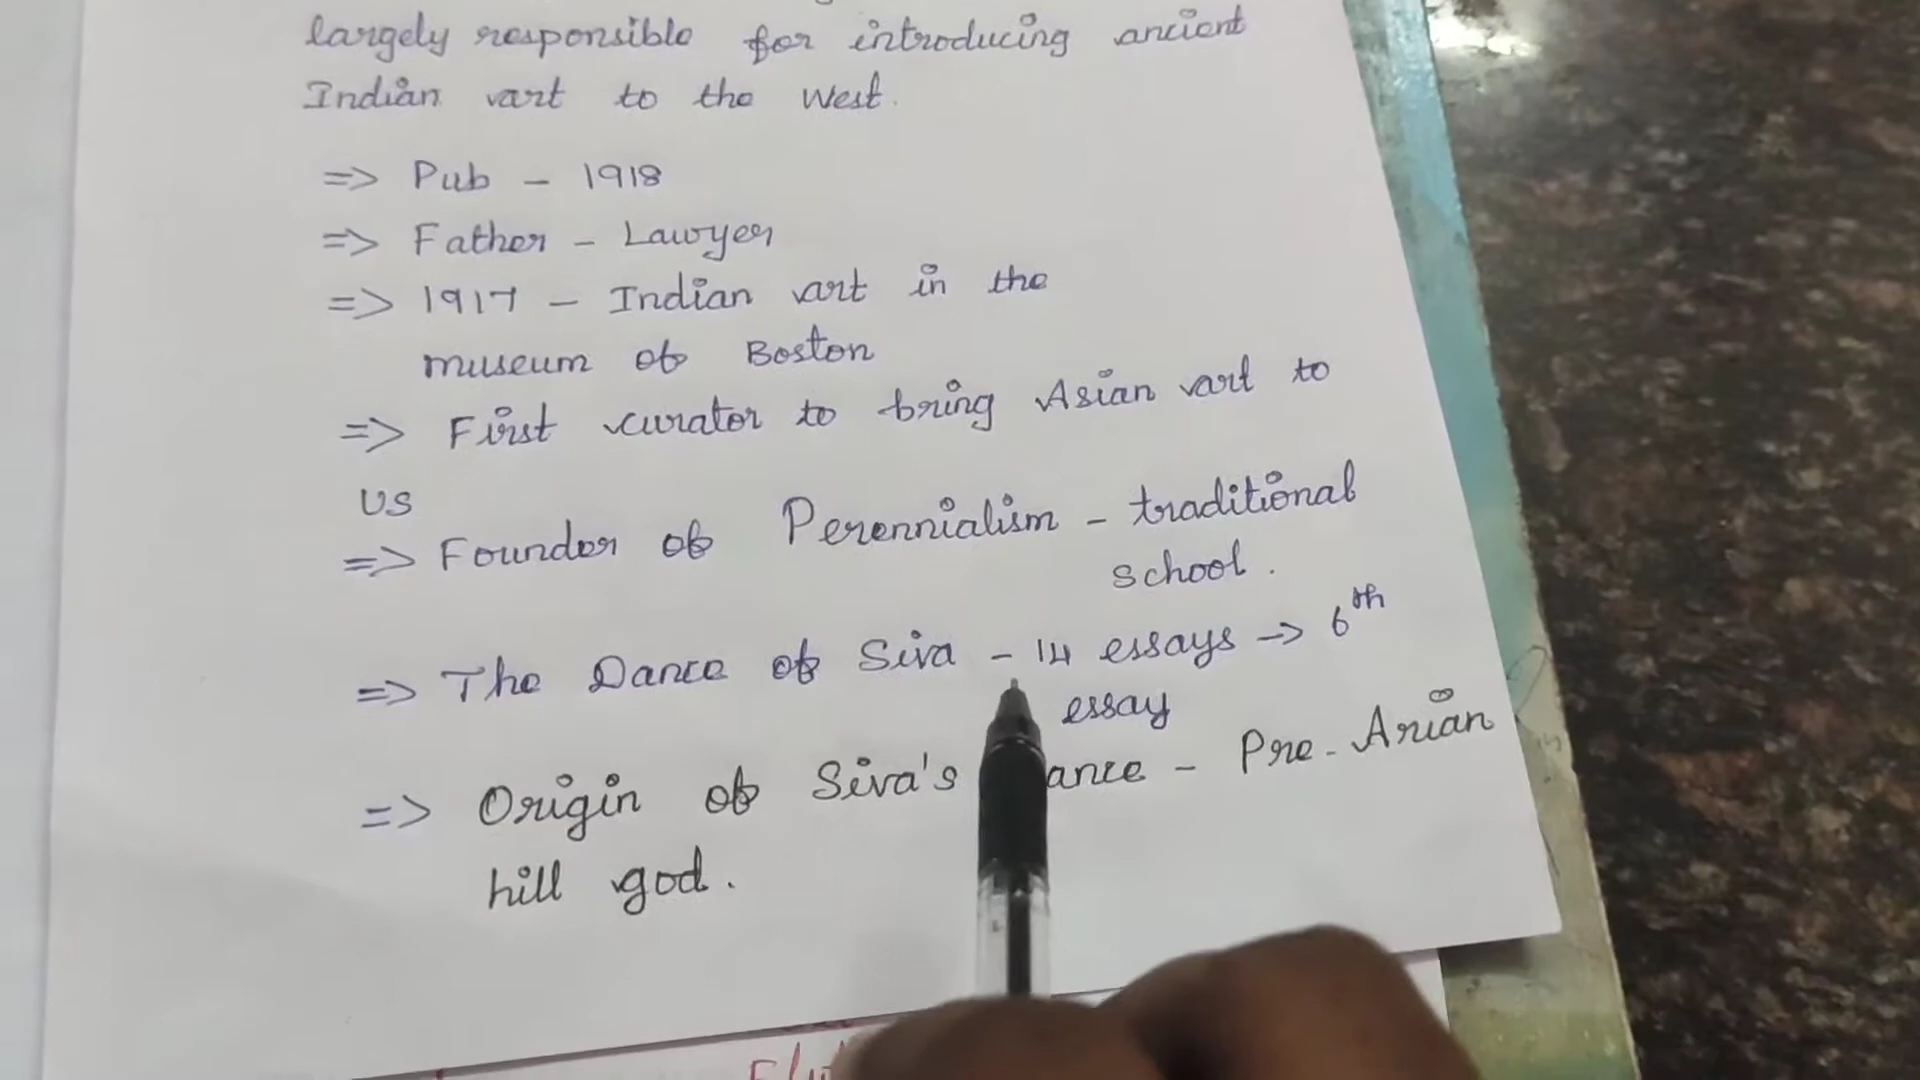 largely responsible for introducing ancient
Indian art to the West.
=> Pub - 1918
=> Father - Lawyer
=> 1917 - Indian art in the
museum of Boston
=> First curator to bring Asian art to
US
=> Founder of Perennialism - traditional
school.
=> The Dance of Siva - 14 essays -> 6th
essay
=> Origin of Siva's ance - Pre-Arian
hill god.